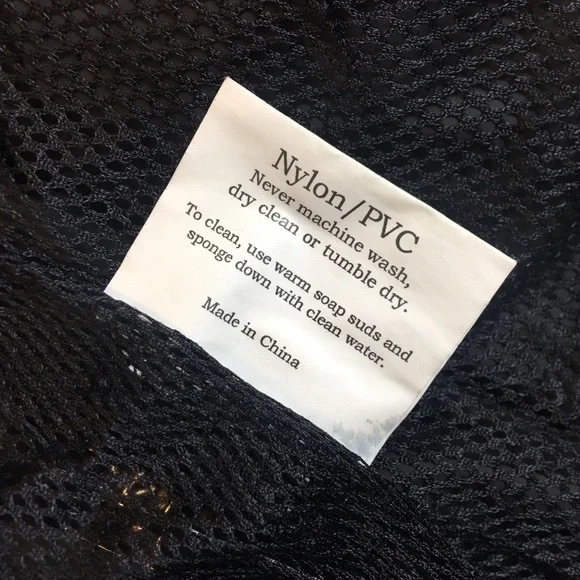 Nylon/PVC
Never machine wash,
dry clean or tumble dry.
To clean, use warm soap suds and
sponge down with clean water.
Made in China